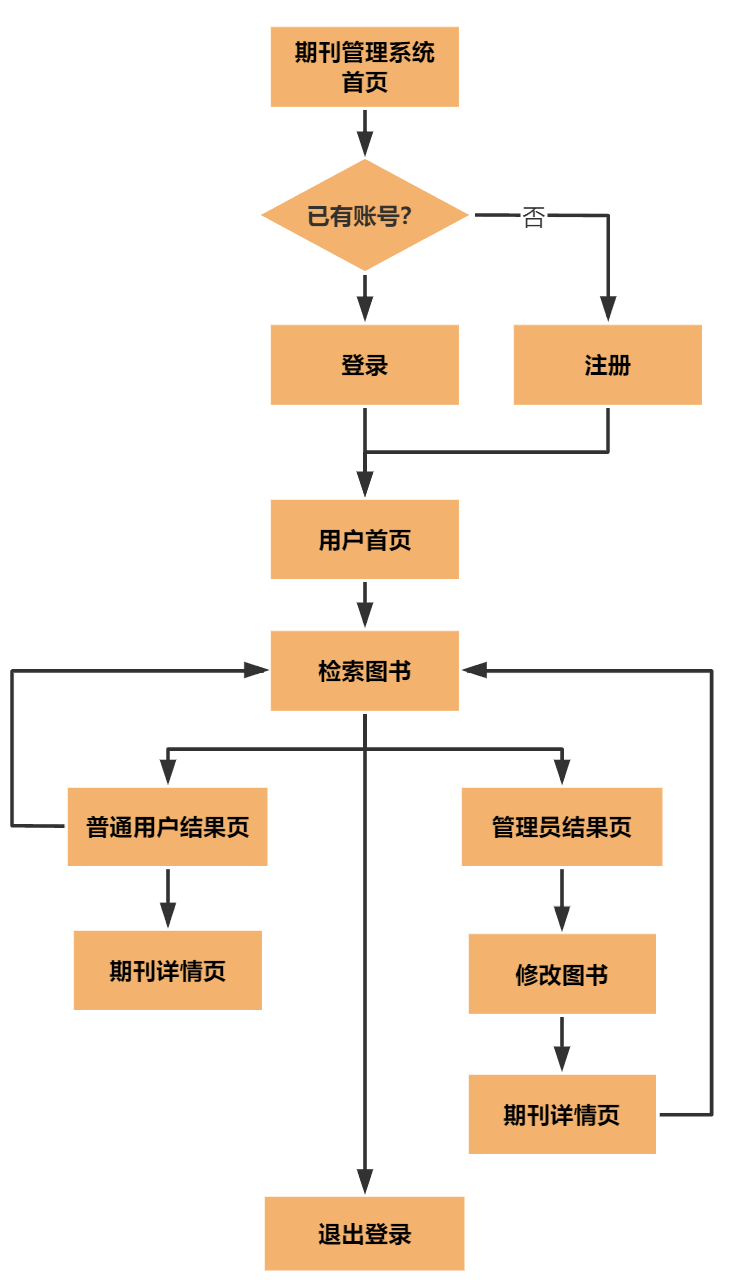 期刊管理系统
首页
已有账号?
否
登录
注册
用户首页
检索图书
普通用户结果页
管理员结果页
期刊详情页
修改图书
期刊详情页
退出登录